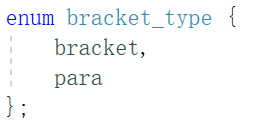 enum bracket_type {
    bracket,
    para
};